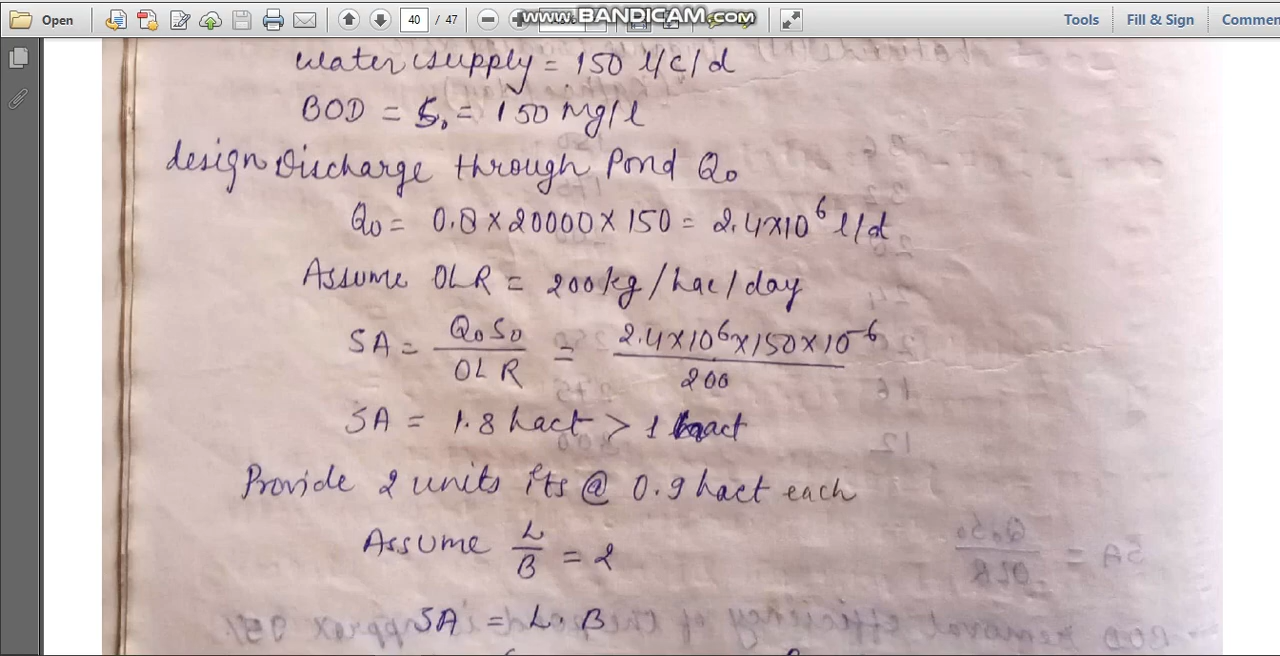 Open 40 / 47 www.BANDICAM.com Tools Fill & Sign Commen
water supply = 150 l/c/d
BOD = S₀ = 150 mg/l
design Discharge through Pond Q₀
Q₀ = 0.8 × 20000 × 150 = 2.4×10⁶ l/d
Assume OLR = 200 kg/hac/day
SA = Q₀S₀ / OLR = 2.4×10⁶×150×10⁻⁶ / 200
SA = 1.8 hact > 1 hact
Provide 2 units its @ 0.9 hact each
Assume L/B = 2
SA = L. B